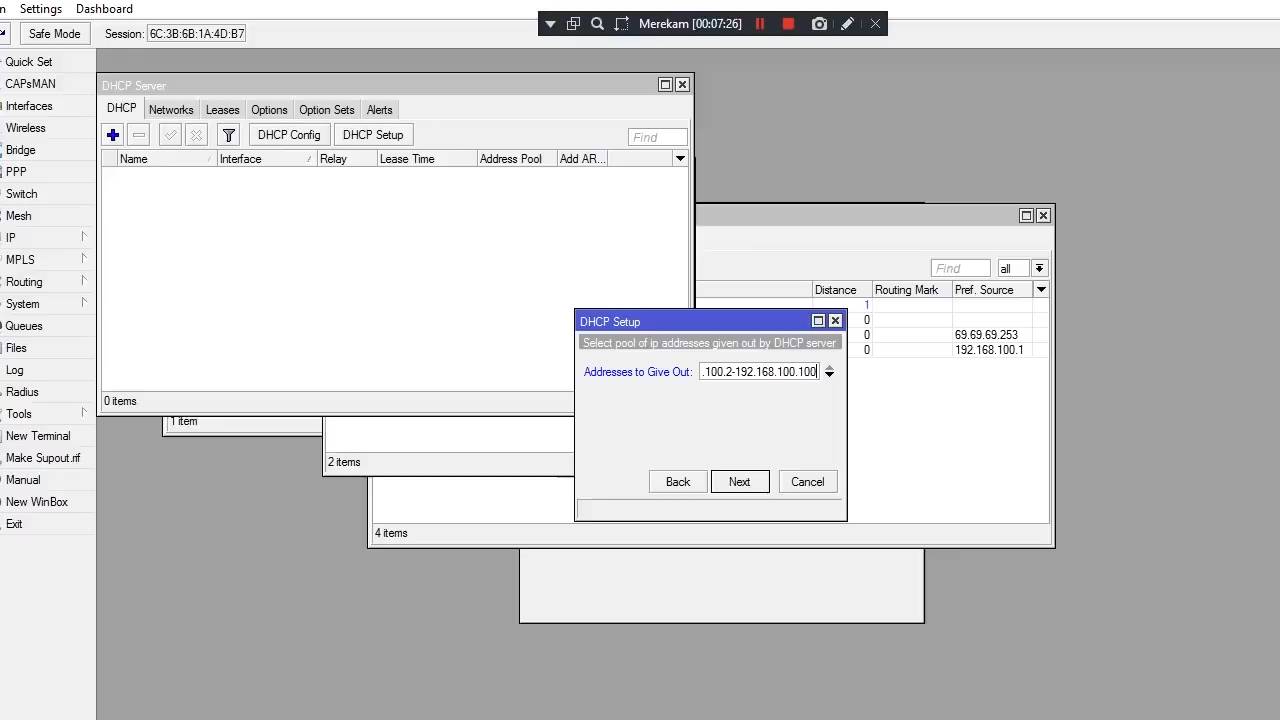 Settings Dashboard
Merekam [00:07:26]
Safe Mode Session: 6C:3B:6B:1A:4D:B7
Quick Set
CAPsMAN
Interfaces
Wireless
Bridge
PPP
Switch
Mesh
IP
MPLS
Routing
System
Queues
Files
Log
Radius
Tools
New Terminal
Make Supout.rif
Manual
New WinBox
Exit
DHCP Server
DHCP Networks Leases Options Option Sets Alerts
DHCP Config DHCP Setup Find
Name Interface Relay Lease Time Address Pool Add AR...
0 items
1 item
2 items
Find all
Distance Routing Mark Pref. Source
1
0
0 69.69.69.253
0 192.168.100.1
4 items
DHCP Setup
Select pool of ip addresses given out by DHCP server
Addresses to Give Out: .100.2-192.168.100.100
Back Next Cancel